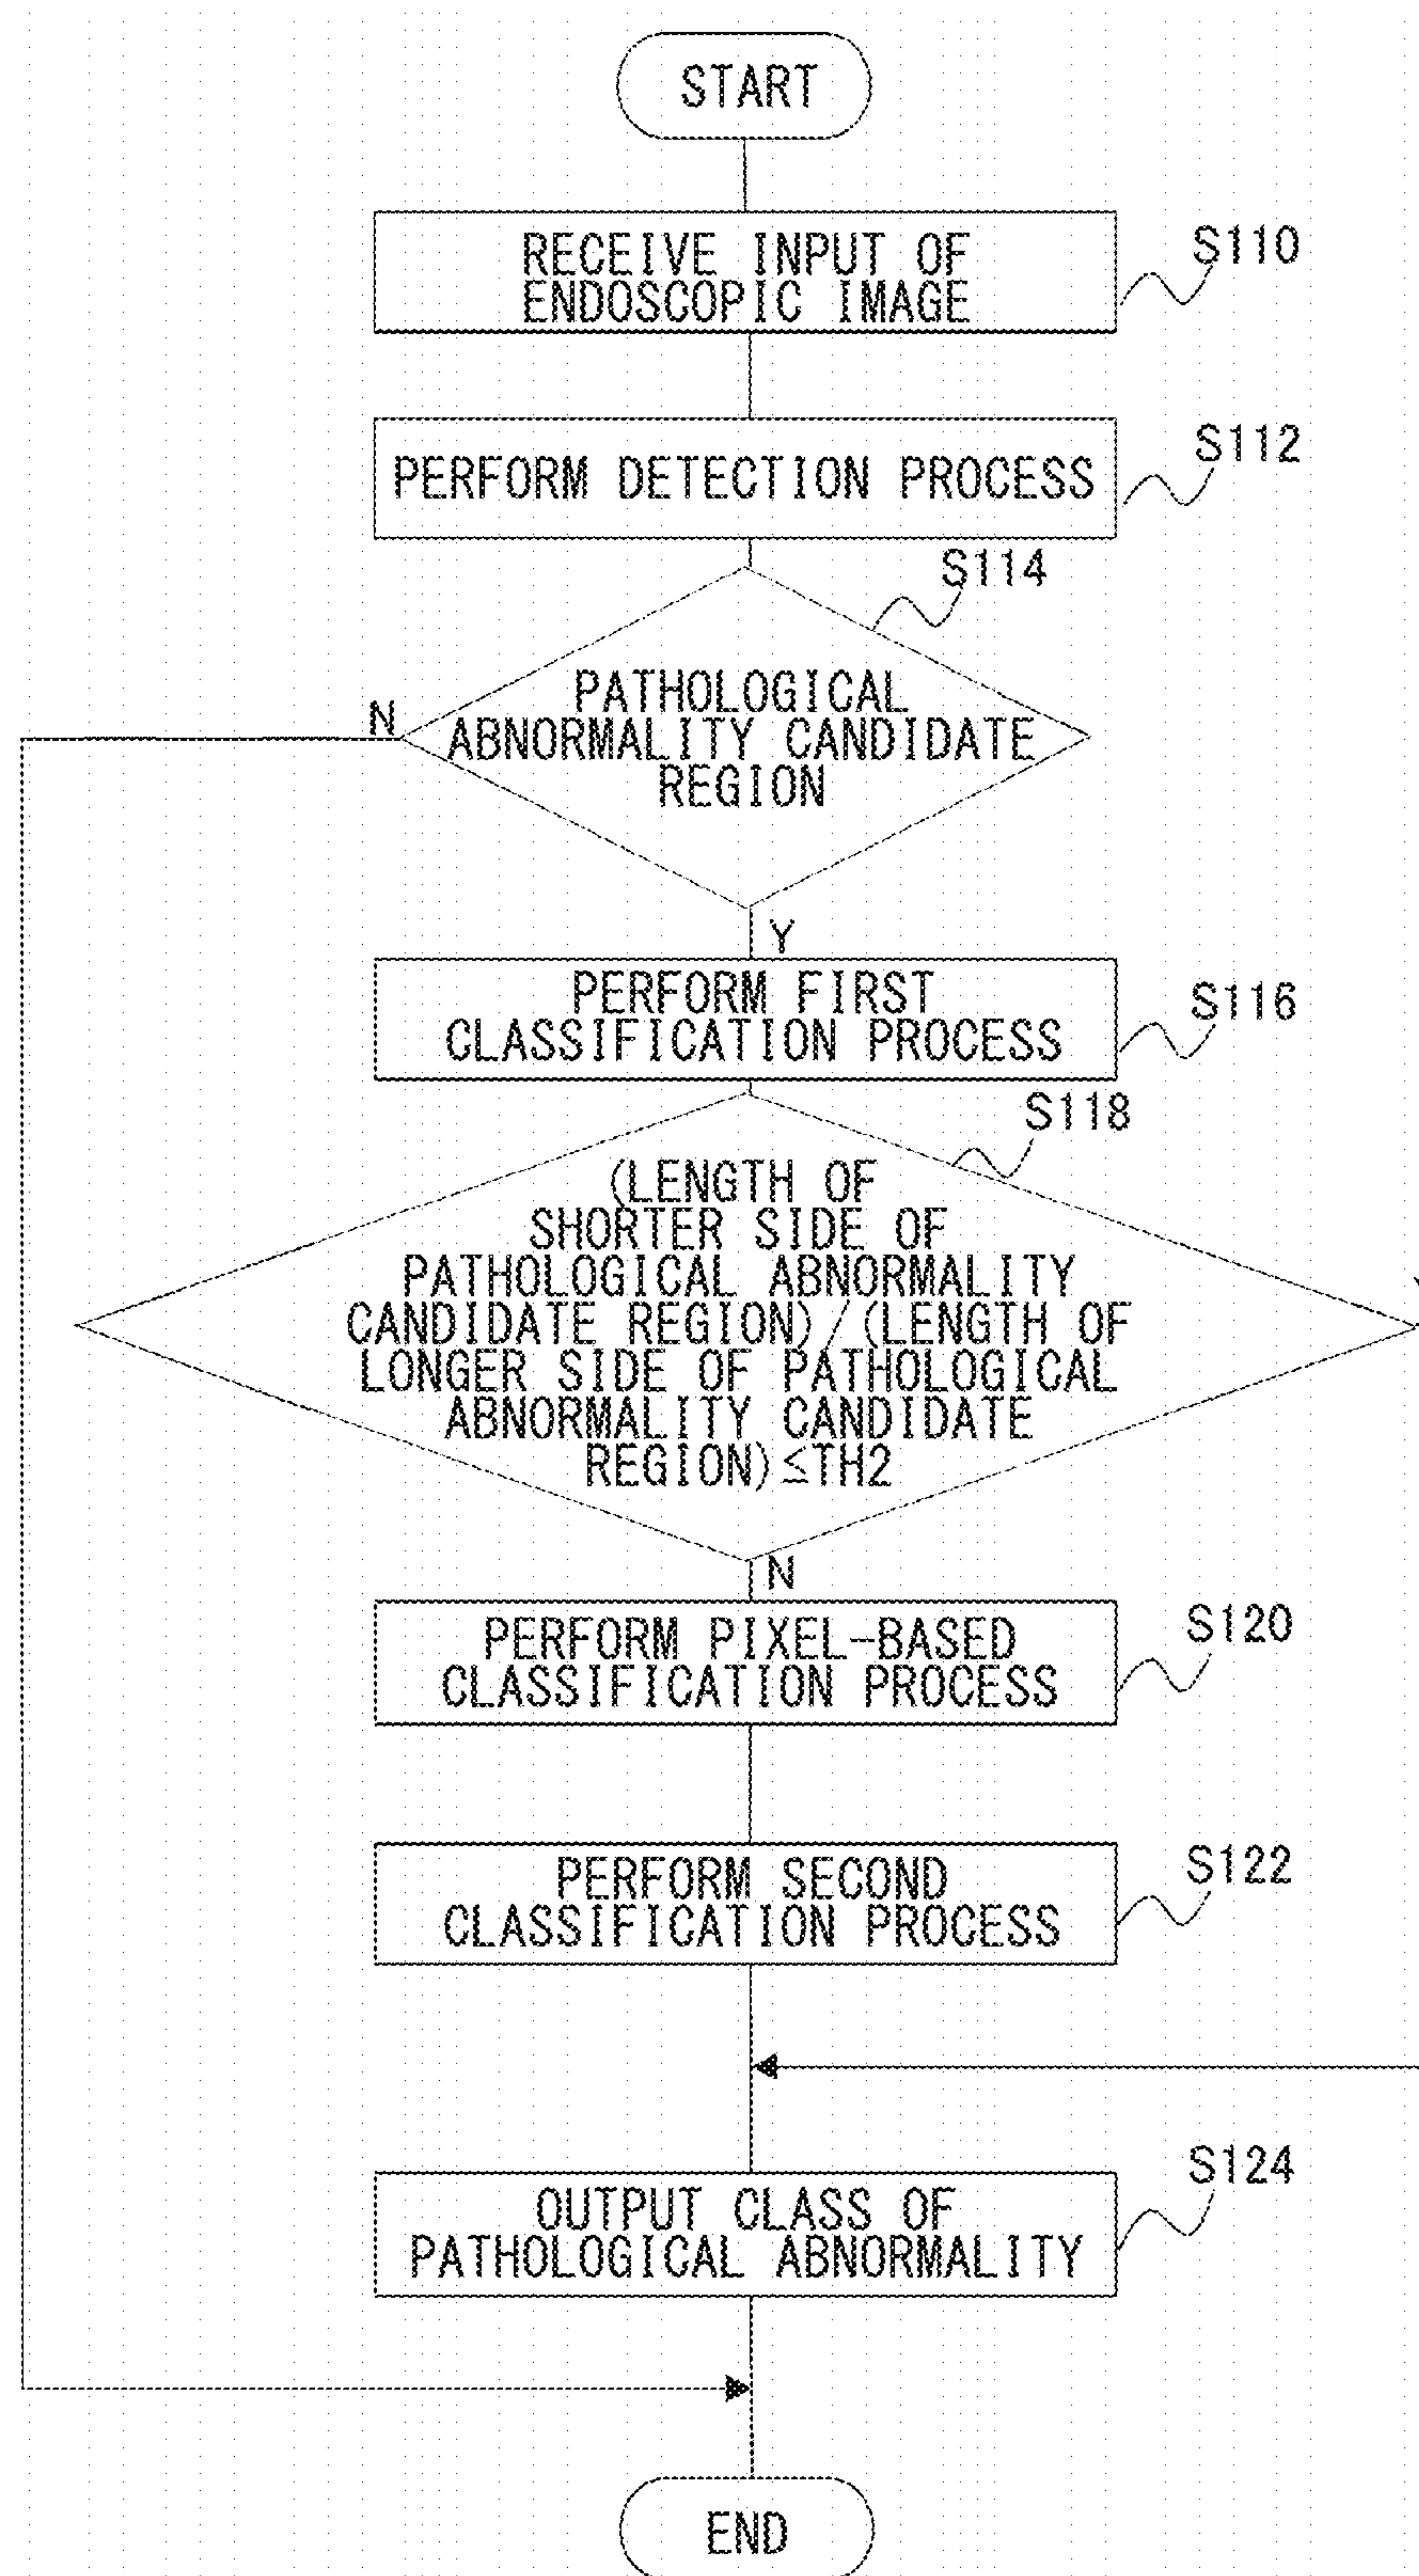 START
RECEIVE INPUT OF
ENDOSCOPIC IMAGE
S110
PERFORM DETECTION PROCESS
S112
S114
PATHOLOGICAL
ABNORMALITY CANDIDATE
REGION
N
Y
PERFORM FIRST
CLASSIFICATION PROCESS
S116
S118
(LENGTH OF
SHORTER SIDE OF
PATHOLOGICAL ABNORMALITY
CANDIDATE REGION)/(LENGTH OF
LONGER SIDE OF PATHOLOGICAL
ABNORMALITY CANDIDATE
REGION)≦TH2
N
PERFORM PIXEL-BASED
CLASSIFICATION PROCESS
S120
PERFORM SECOND
CLASSIFICATION PROCESS
S122
OUTPUT CLASS OF
PATHOLOGICAL ABNORMALITY
S124
END